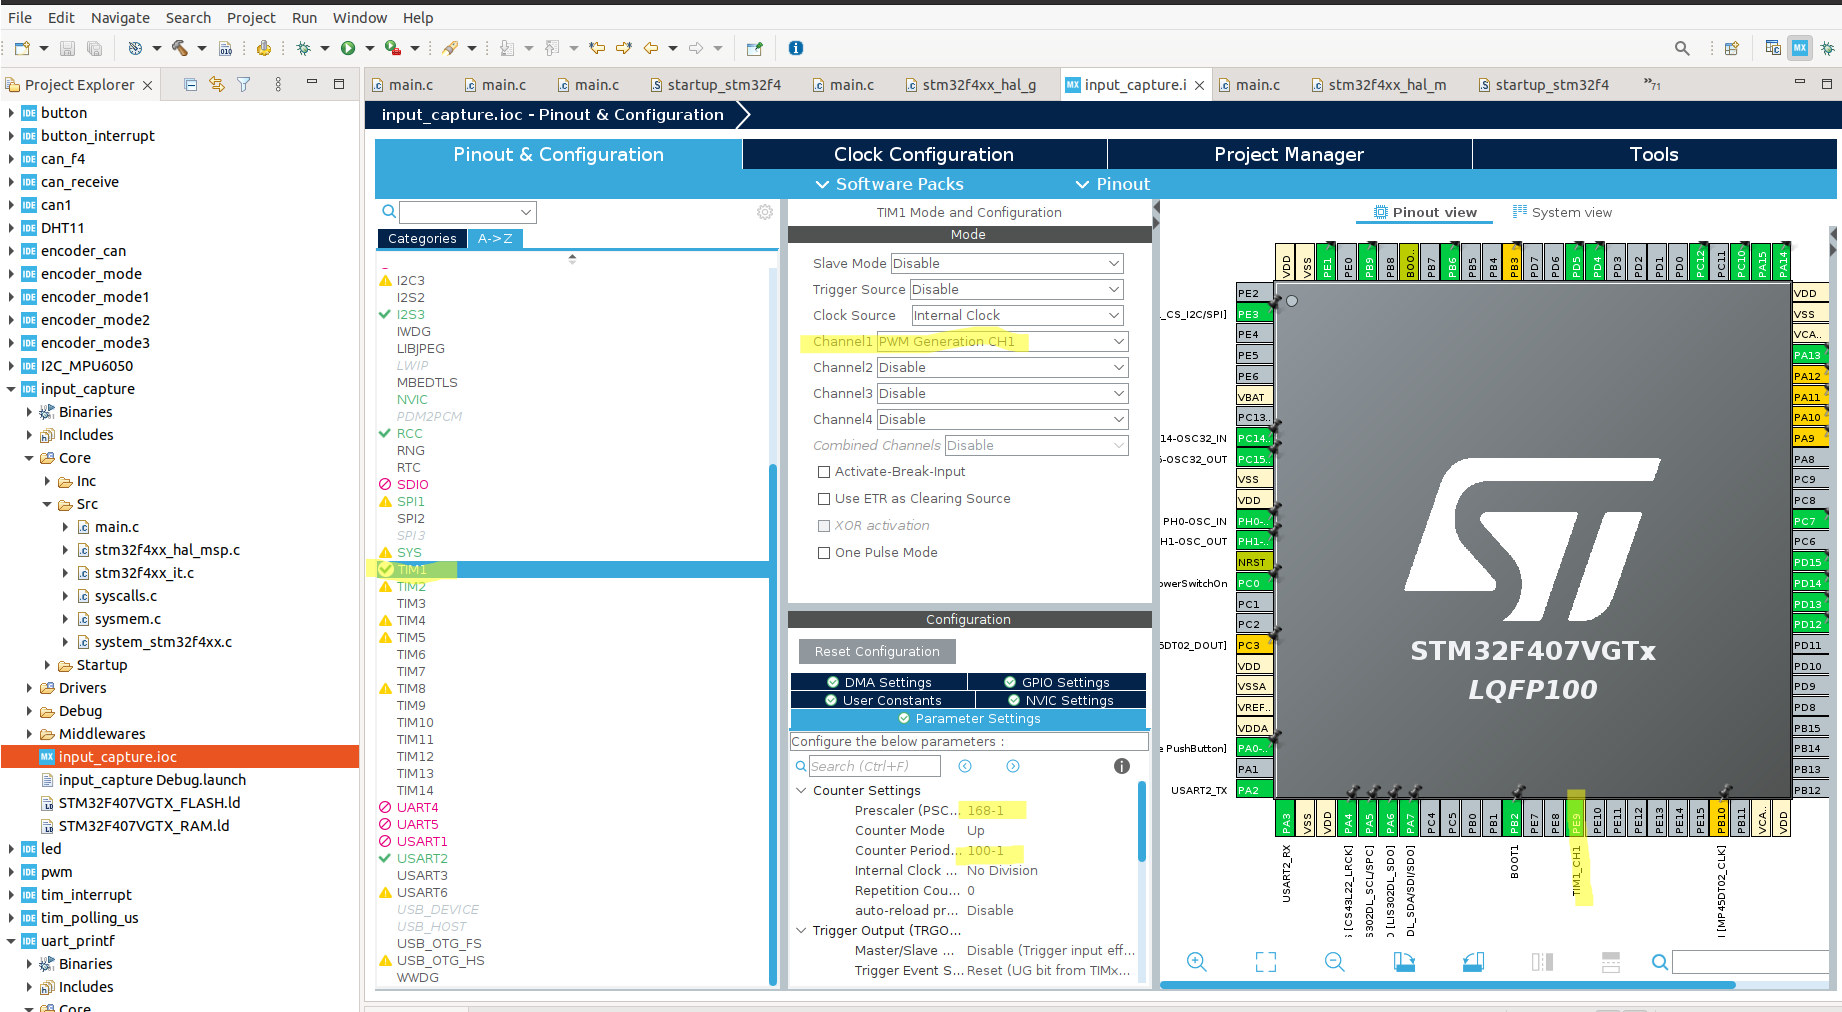 File Edit Navigate Search Project Run Window Help
Project Explorer
main.c
main.c
main.c
startup_stm32f4
main.c
stm32f4xx_hal_g
input_capture.i
main.c
stm32f4xx_hal_m
startup_stm32f4
»71
button
button_interrupt
can_f4
can_receive
can1
DHT11
encoder_can
encoder_mode
encoder_mode1
encoder_mode2
encoder_mode3
I2C_MPU6050
input_capture
Binaries
Includes
Core
Inc
Src
main.c
stm32f4xx_hal_msp.c
stm32f4xx_it.c
syscalls.c
sysmem.c
system_stm32f4xx.c
Startup
Drivers
Debug
Middlewares
input_capture.ioc
input_capture Debug.launch
STM32F407VGTX_FLASH.ld
STM32F407VGTX_RAM.ld
led
pwm
tim_interrupt
tim_polling_us
uart_printf
Binaries
Includes
Core
input_capture.ioc - Pinout & Configuration
Pinout & Configuration
Clock Configuration
Project Manager
Tools
Software Packs
Pinout
Categories
A->Z
I2C3
I2S2
I2S3
IWDG
LIBJPEG
LWIP
MBEDTLS
NVIC
PDM2PCM
RCC
RNG
RTC
SDIO
SPI1
SPI2
SPI3
SYS
TIM1
TIM2
TIM3
TIM4
TIM5
TIM6
TIM7
TIM8
TIM9
TIM10
TIM11
TIM12
TIM13
TIM14
UART4
UART5
USART1
USART2
USART3
USART6
USB_DEVICE
USB_HOST
USB_OTG_FS
USB_OTG_HS
WWDG
TIM1 Mode and Configuration
Mode
Slave Mode Disable
Trigger Source Disable
Clock Source Internal Clock
Channel1 PWM Generation CH1
Channel2 Disable
Channel3 Disable
Channel4 Disable
Combined Channels Disable
Activate-Break-Input
Use ETR as Clearing Source
XOR activation
One Pulse Mode
Configuration
Reset Configuration
DMA Settings
GPIO Settings
User Constants
NVIC Settings
Parameter Settings
Configure the below parameters :
Search (Ctrl+F)
Counter Settings
Prescaler (PSC... 168-1
Counter Mode Up
Counter Period... 100-1
Internal Clock ... No Division
Repetition Cou... 0
auto-reload pr... Disable
Trigger Output (TRGO...
Master/Slave ... Disable (Trigger input eff...
Trigger Event S... Reset (UG bit from TIMx...
Pinout view
System view
VDD VSS PE1 PE0 PB9 PB8 BOO.. PB7 PB6 PB5 PB4 PB3 PD7 PD6 PD5 PD4 PD3 PD2 PD1 PD0 PC12 PC11 PC10 PA15 PA14
PE2
_CS_I2C/SPI] PE3
PE4
PE5
PE6
VBAT
PC13..
14-OSC32_IN PC14..
5-OSC32_OUT PC15..
VSS
VDD
PH0-OSC_IN PH0-..
H1-OSC_OUT PH1-..
NRST
owerSwitchOn PC0
PC1
PC2
5DT02_DOUT] PC3
VDD
VSSA
VREF..
VDDA
e PushButton] PA0-..
PA1
USART2_TX PA2
VDD
VSS
VCA..
PA13
PA12
PA11
PA10
PA9
PA8
PC9
PC8
PC7
PC6
PD15
PD14
PD13
PD12
PD11
PD10
PD9
PD8
PB15
PB14
PB13
PB12
STM32F407VGTx
LQFP100
PA3 VSS VDD PA4 PA5 PA6 PA7 PC4 PC5 PB0 PB1 PB2 PE7 PE8 PE9 PE10 PE11 PE12 PE13 PE14 PE15 PB10 PB11 VCA.. VDD
USART2_RX
[CS43L22_LRCK]
S302DL_SCL/SPC]
[LIS302DL_SDO]
DL_SDA/SDI/SDO]
BOOT1
TIM1_CH1
[MP45DT02_CLK]